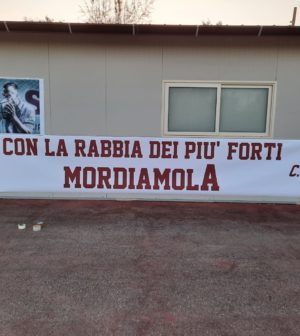 CON LA RABBIA DEI PIU' FORTI
MORDIAMOLA
C.